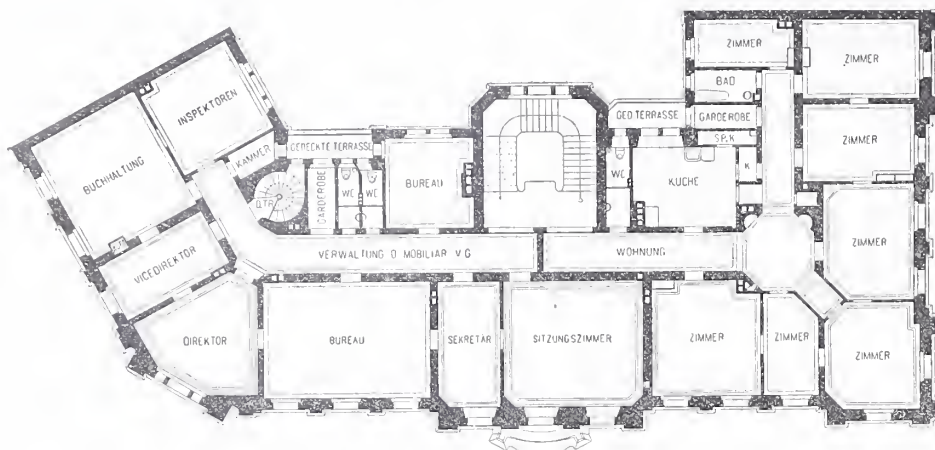 ZIMMER
ZIMMER
INSPEKTOREN
BAD
GED. TERRASSE
GARDEROBE
SP.K
ZIMMER
KAMMER
GEDECKTE TERRASSE
BUCHHALTUNG
GARDEROBE
WC
WC
BUREAU
WC
KUCHE
K
D.TR.
ZIMMER
VICEDIREKTOR
VERWALTUNG D. MOBILIAR V.G.
WOHNUNG
DIREKTOR
BUREAU
SEKRETÄR
SITZUNGSZIMMER
ZIMMER
ZIMMER
ZIMMER